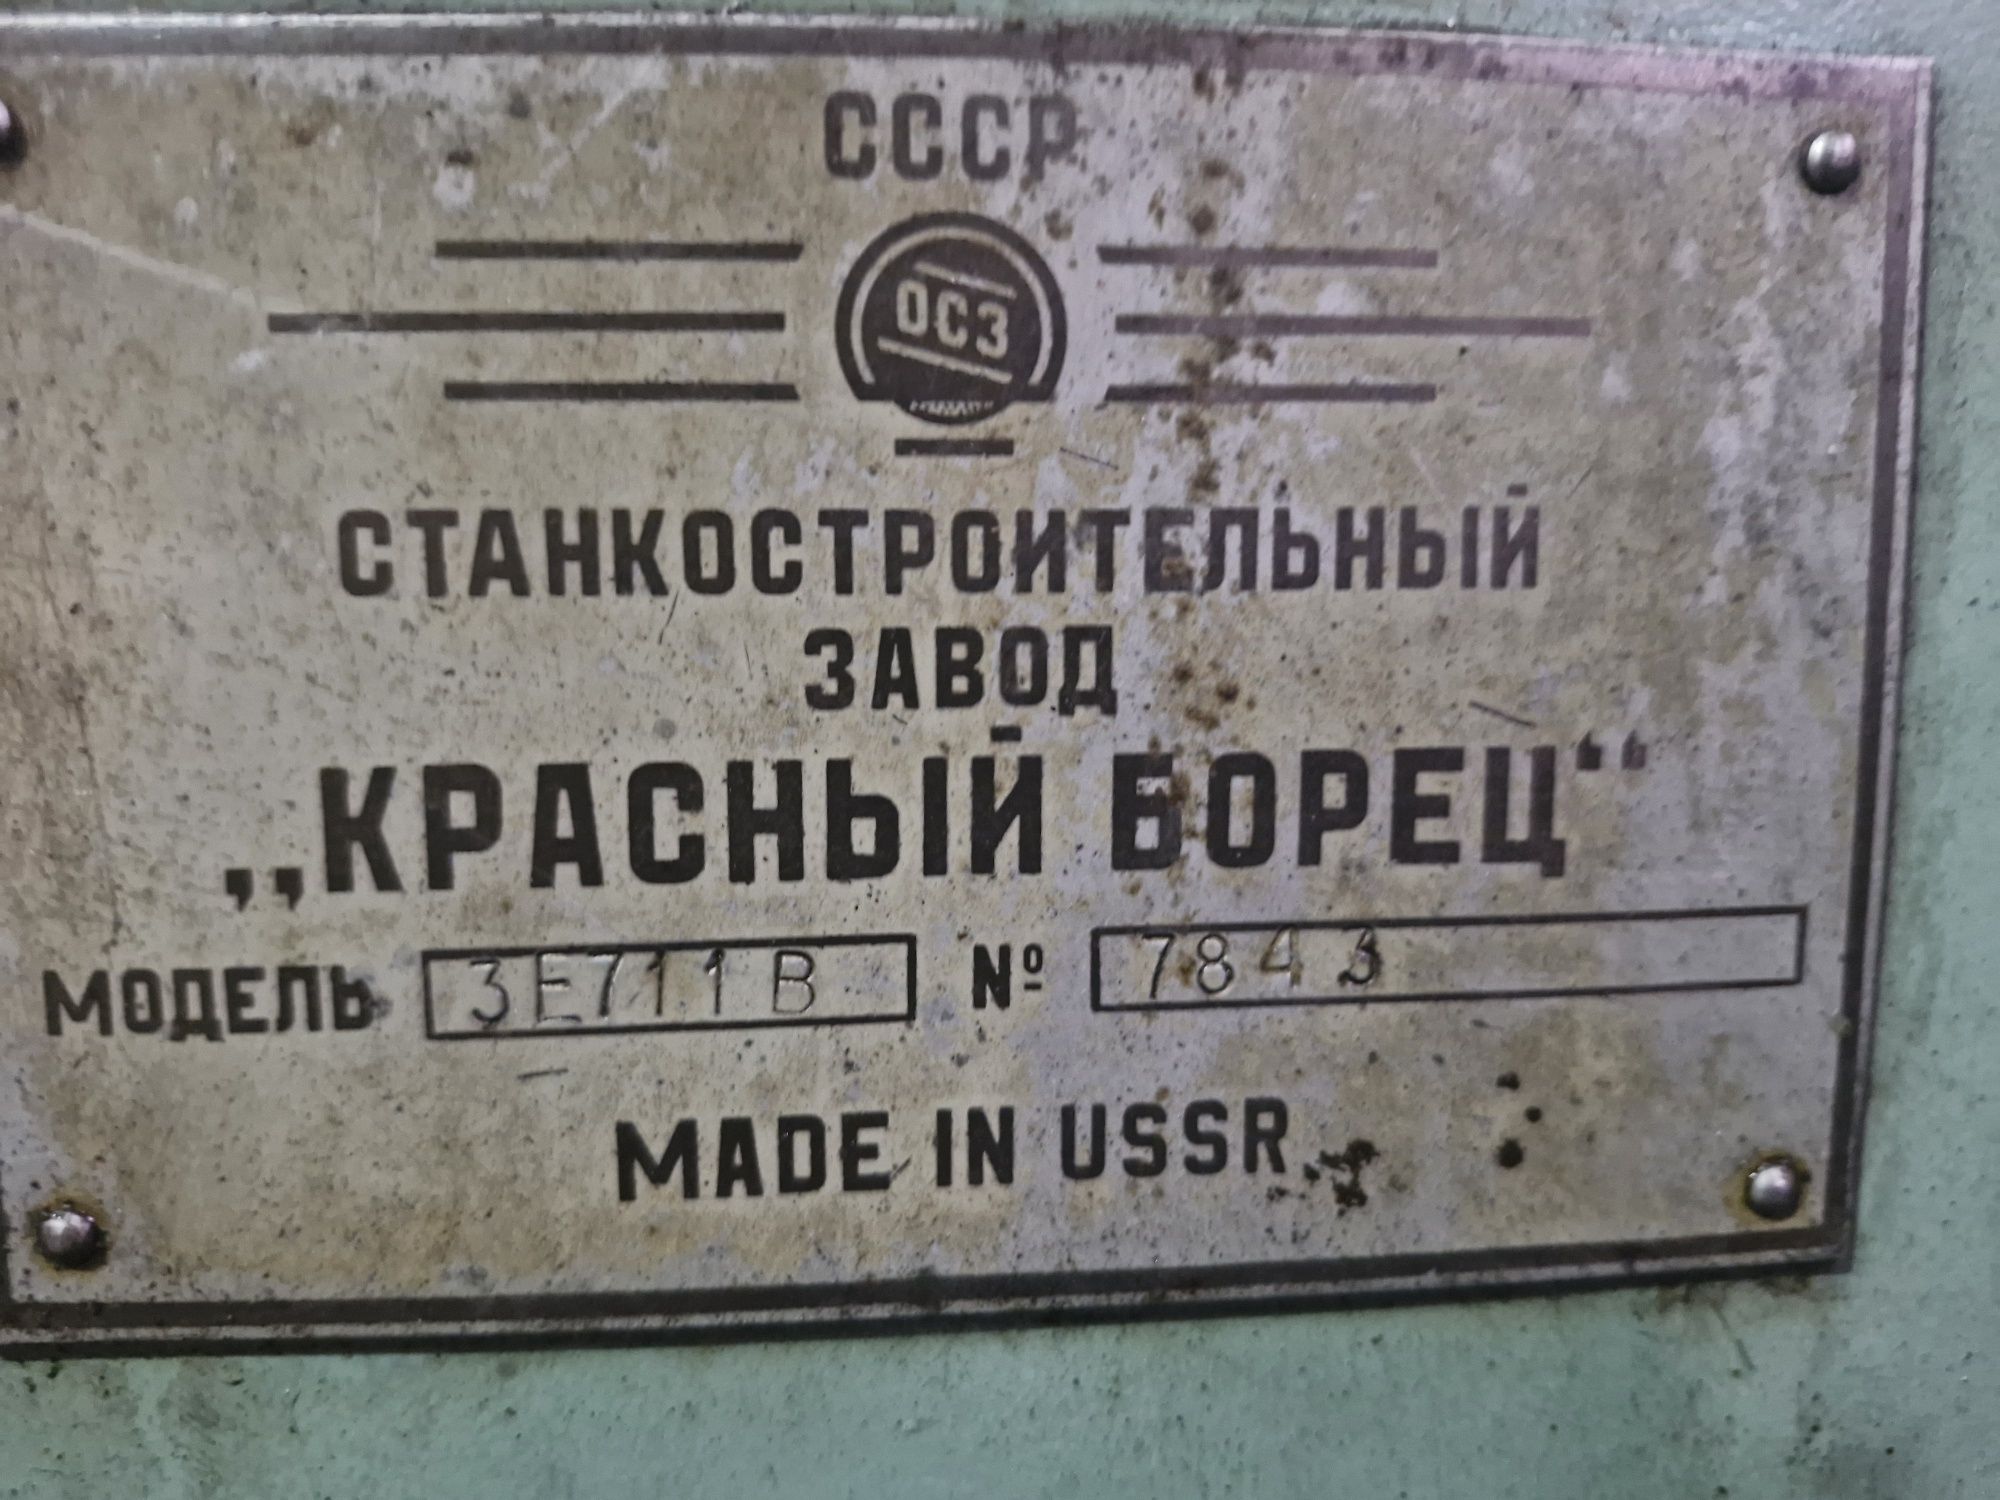 СССР
ОСЗ
СТАНКОСТРОИТЕЛЬНЫЙ
ЗАВОД
„КРАСНЫЙ БОРЕЦ“
МОДЕЛЬ 3Е711В № 7843
MADE IN USSR